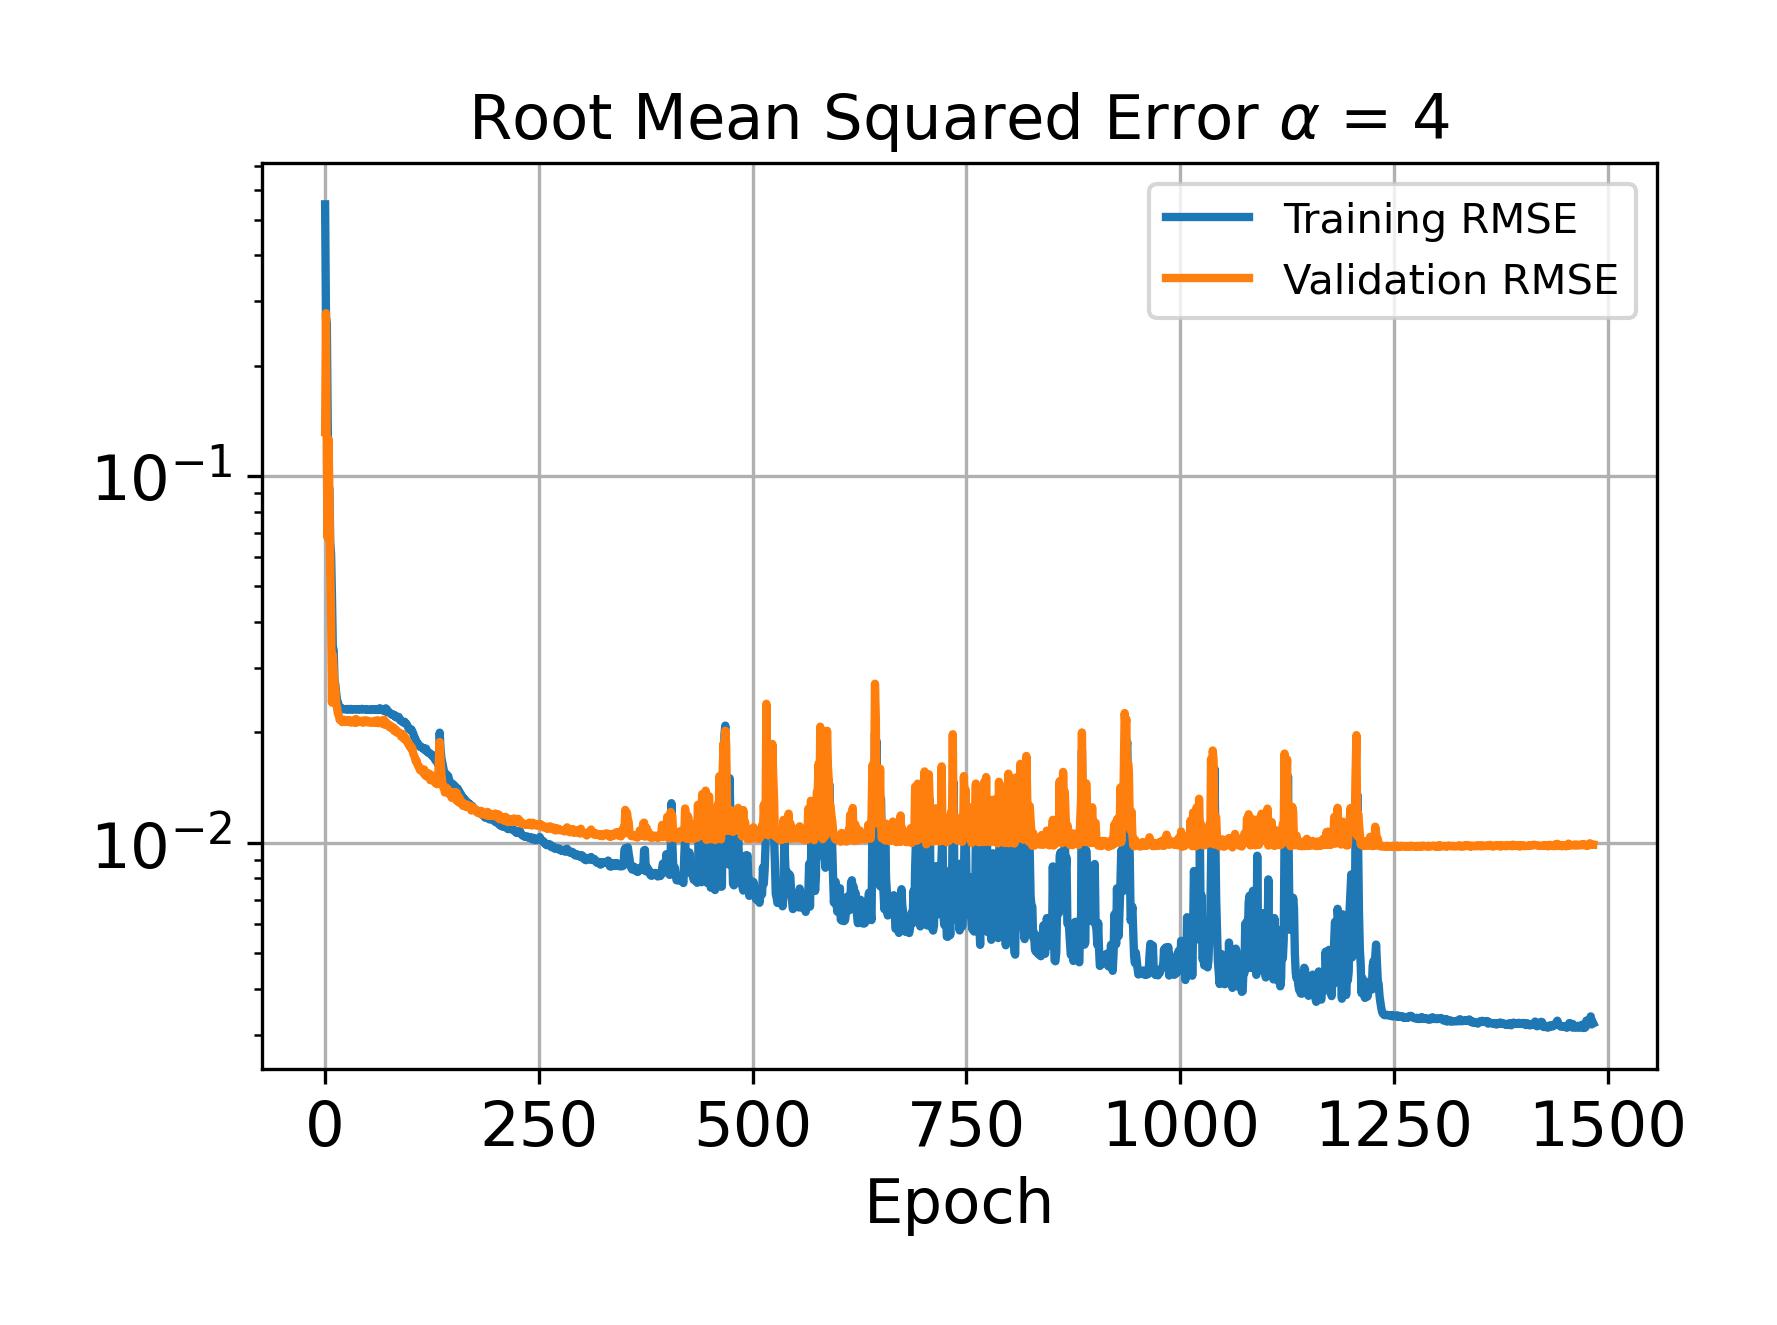 Root Mean Squared Error α = 4
Training RMSE
Validation RMSE
10⁻¹
10⁻²
0 250 500 750 1000 1250 1500
Epoch